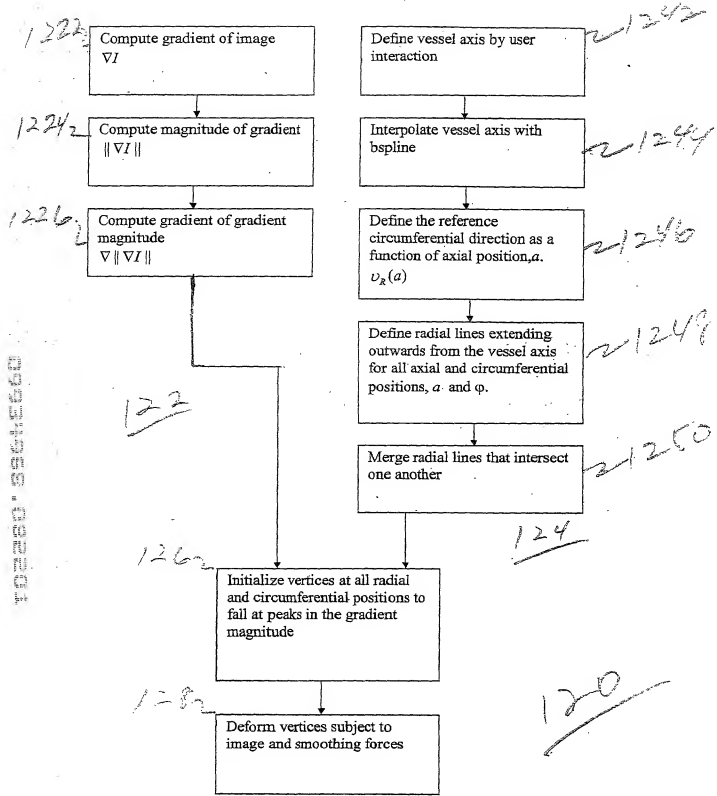 1222
Compute gradient of image
∇I
1224
Compute magnitude of gradient
‖ ∇I ‖
1226
Compute gradient of gradient
magnitude
∇ ‖ ∇I ‖
122
Define vessel axis by user
interaction
1242
Interpolate vessel axis with
bspline
1244
Define the reference
circumferential direction as a
function of axial position,a.
υR(a)
1246
Define radial lines extending
outwards from the vessel axis
for all axial and circumferential
positions, a and φ.
1248
Merge radial lines that intersect
one another
1250
124
126
Initialize vertices at all radial
and circumferential positions to
fall at peaks in the gradient
magnitude
128
Deform vertices subject to
image and smoothing forces
120